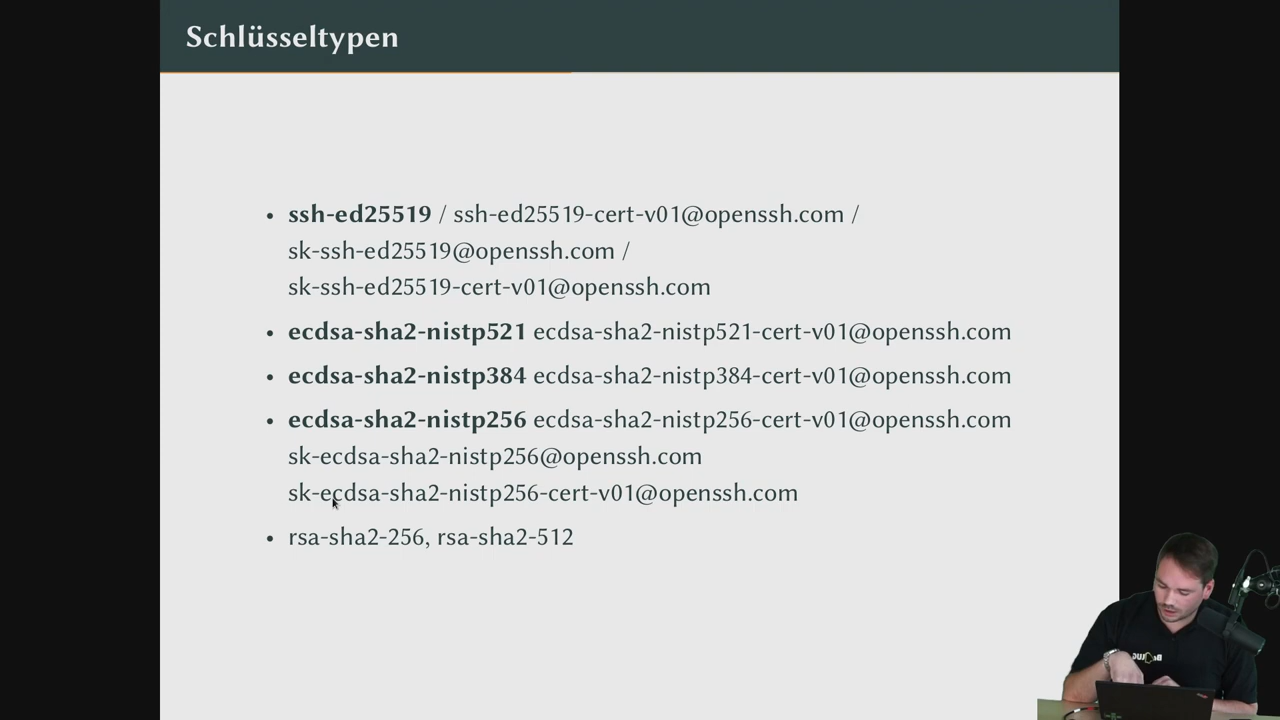 Schlüsseltypen
• ssh-ed25519 / ssh-ed25519-cert-v01@openssh.com /
sk-ssh-ed25519@openssh.com /
sk-ssh-ed25519-cert-v01@openssh.com
• ecdsa-sha2-nistp521 ecdsa-sha2-nistp521-cert-v01@openssh.com
• ecdsa-sha2-nistp384 ecdsa-sha2-nistp384-cert-v01@openssh.com
• ecdsa-sha2-nistp256 ecdsa-sha2-nistp256-cert-v01@openssh.com
sk-ecdsa-sha2-nistp256@openssh.com
sk-ecdsa-sha2-nistp256-cert-v01@openssh.com
• rsa-sha2-256, rsa-sha2-512